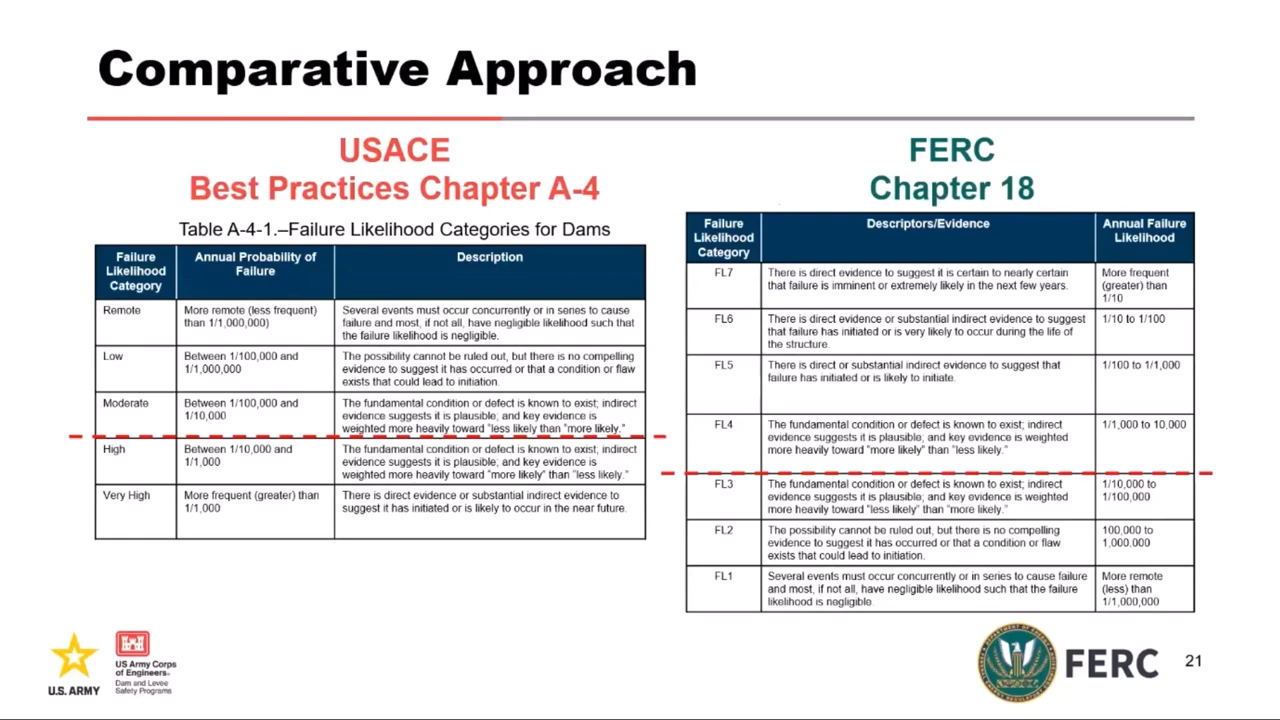 Comparative Approach
USACE
Best Practices Chapter A-4
Table A-4-1.–Failure Likelihood Categories for Dams
Failure
Likelihood
Category
Annual Probability of
Failure
Description
Remote
More remote (less frequent)
than 1/1,000,000)
Several events must occur concurrently or in series to cause
failure and most, if not all, have negligible likelihood such that
the failure likelihood is negligible.
Low
Between 1/100,000 and
1/1,000,000
The possibility cannot be ruled out, but there is no compelling
evidence to suggest it has occurred or that a condition or flaw
exists that could lead to initiation.
Moderate
Between 1/100,000 and
1/10,000
The fundamental condition or defect is known to exist; indirect
evidence suggests it is plausible; and key evidence is
weighted more heavily toward "less likely than "more likely."
High
Between 1/10,000 and
1/1,000
The fundamental condition or defect is known to exist; indirect
evidence suggests it is plausible; and key evidence is
weighted more heavily toward "more likely" than "less likely."
Very High
More frequent (greater) than
1/1,000
There is direct evidence or substantial indirect evidence to
suggest it has initiated or is likely to occur in the near future.
FERC
Chapter 18
Failure
Likelihood
Category
Descriptors/Evidence
Annual Failure
Likelihood
FL7
There is direct evidence to suggest it is certain to nearly certain
that failure is imminent or extremely likely in the next few years.
More frequent
(greater) than
1/10
FL6
There is direct evidence or substantial indirect evidence to suggest
that failure has initiated or is very likely to occur during the life of
the structure.
1/10 to 1/100
FL5
There is direct or substantial indirect evidence to suggest that
failure has initiated or is likely to initiate.
1/100 to 1/1,000
FL4
The fundamental condition or defect is known to exist; indirect
evidence suggests it is plausible; and key evidence is weighted
more heavily toward "more likely" than "less likely."
1/1,000 to 10,000
FL3
The fundamental condition or defect is known to exist; indirect
evidence suggests it is plausible; and key evidence is weighted
more heavily toward "less likely" than "more likely."
1/10,000 to
1/100,000
FL2
The possibility cannot be ruled out, but there is no compelling
evidence to suggest it has occurred or that a condition or flaw
exists that could lead to initiation.
100,000 to
1,000,000
FL1
Several events must occur concurrently or in series to cause failure
and most, if not all, have negligible likelihood such that the failure
likelihood is negligible.
More remote
(less) than
1/1,000,000
U.S. ARMY
US Army Corps
of Engineers.
Dam and Levee
Safety Programs
FERC
21